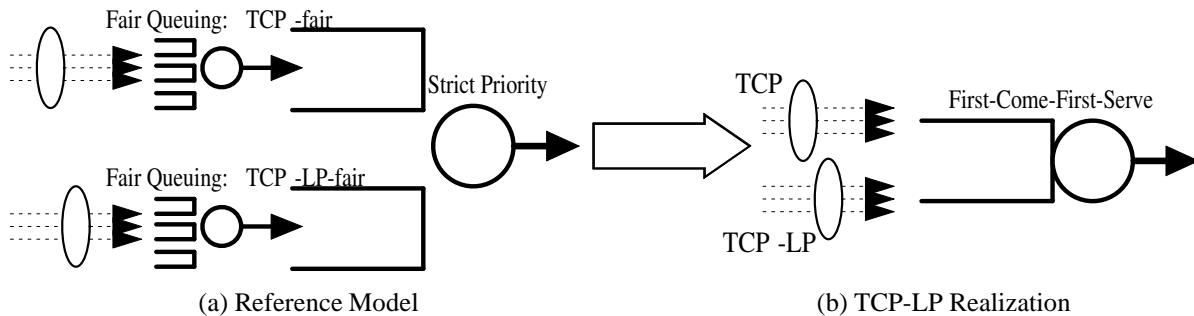 Fair Queuing: TCP -fair
Strict Priority
Fair Queuing: TCP -LP-fair
(a) Reference Model
TCP
First-Come-First-Serve
TCP -LP
(b) TCP-LP Realization